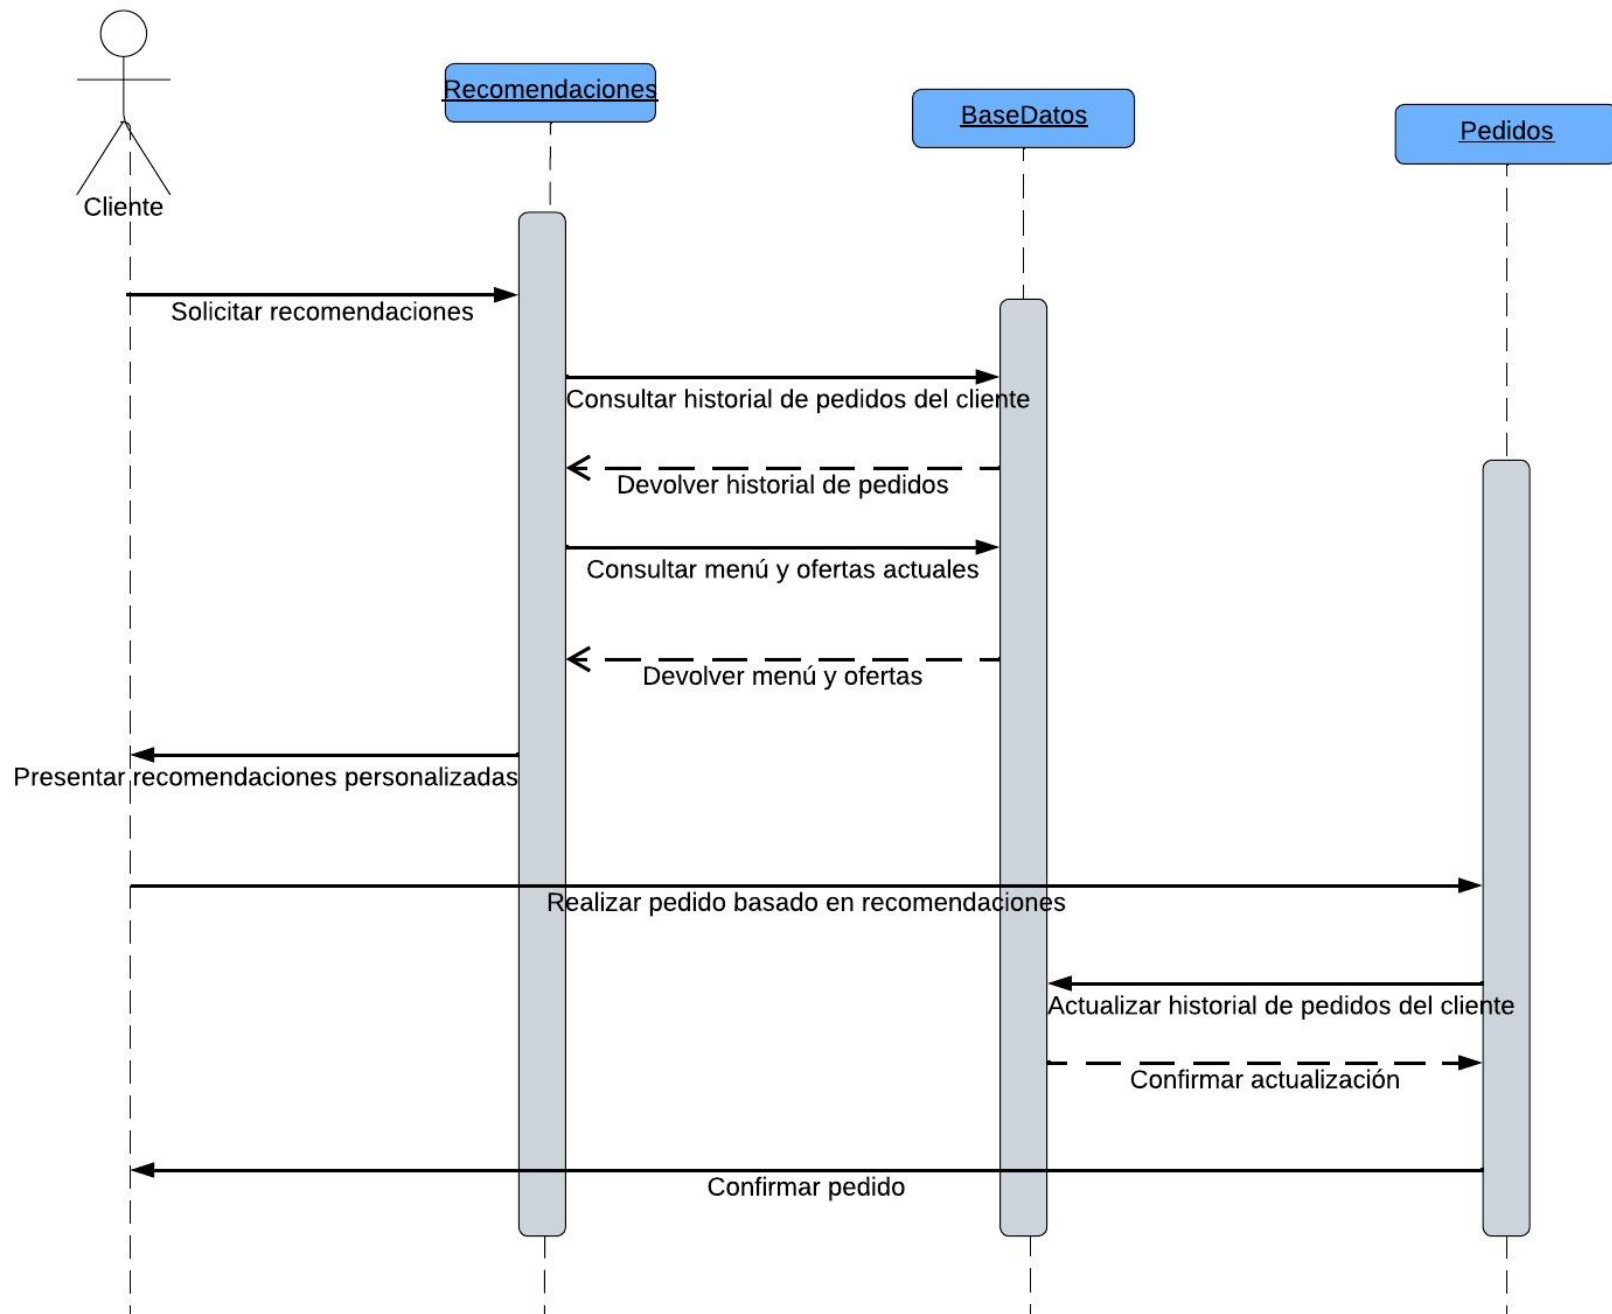 Recomendaciones
BaseDatos
Pedidos
Cliente
Solicitar recomendaciones
Consultar historial de pedidos del cliente
Devolver historial de pedidos
Consultar menú y ofertas actuales
Devolver menú y ofertas
Presentar recomendaciones personalizadas
Realizar pedido basado en recomendaciones
Actualizar historial de pedidos del cliente
Confirmar actualización
Confirmar pedido